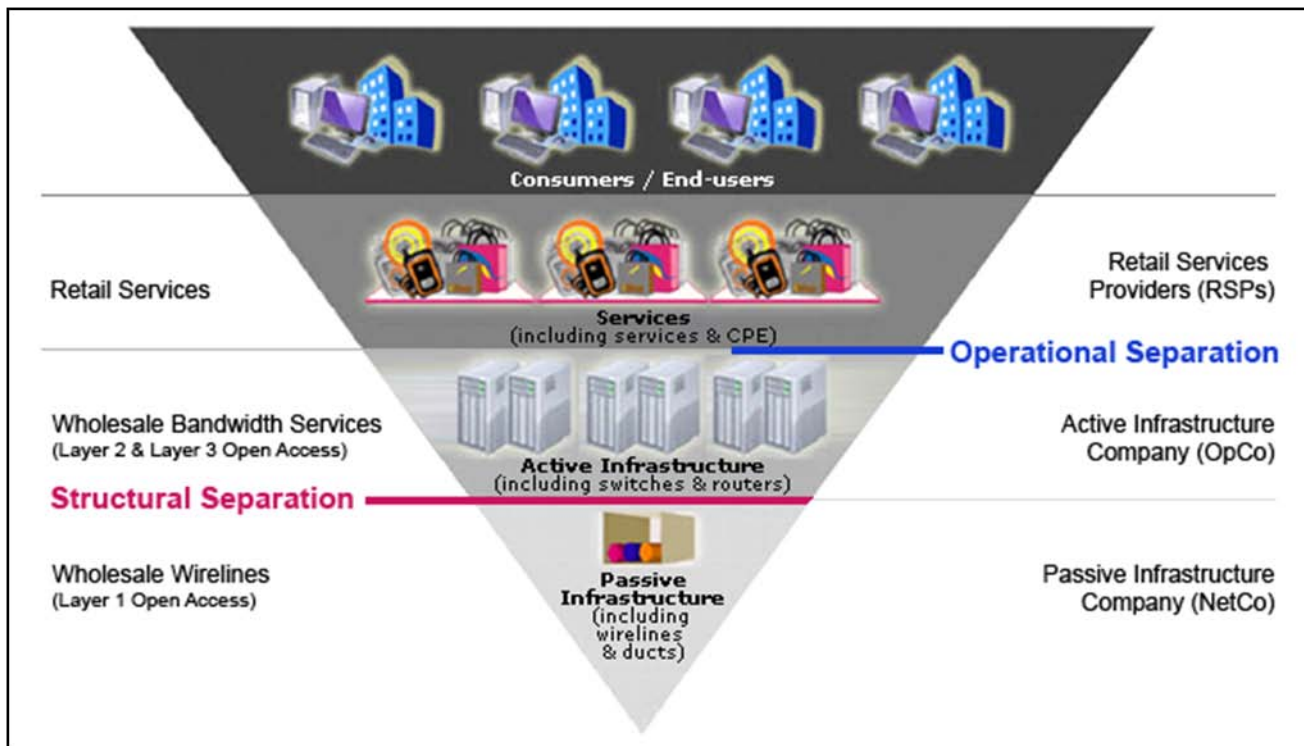 Consumers / End-users
Retail Services
Services
(including services & CPE)
Retail Services
Providers (RSPs)
Operational Separation
Wholesale Bandwidth Services
(Layer 2 & Layer 3 Open Access)
Active Infrastructure
(including switches & routers)
Active Infrastructure
Company (OpCo)
Structural Separation
Wholesale Wirelines
(Layer 1 Open Access)
Passive
Infrastructure
(including
wirelines
& ducts)
Passive Infrastructure
Company (NetCo)